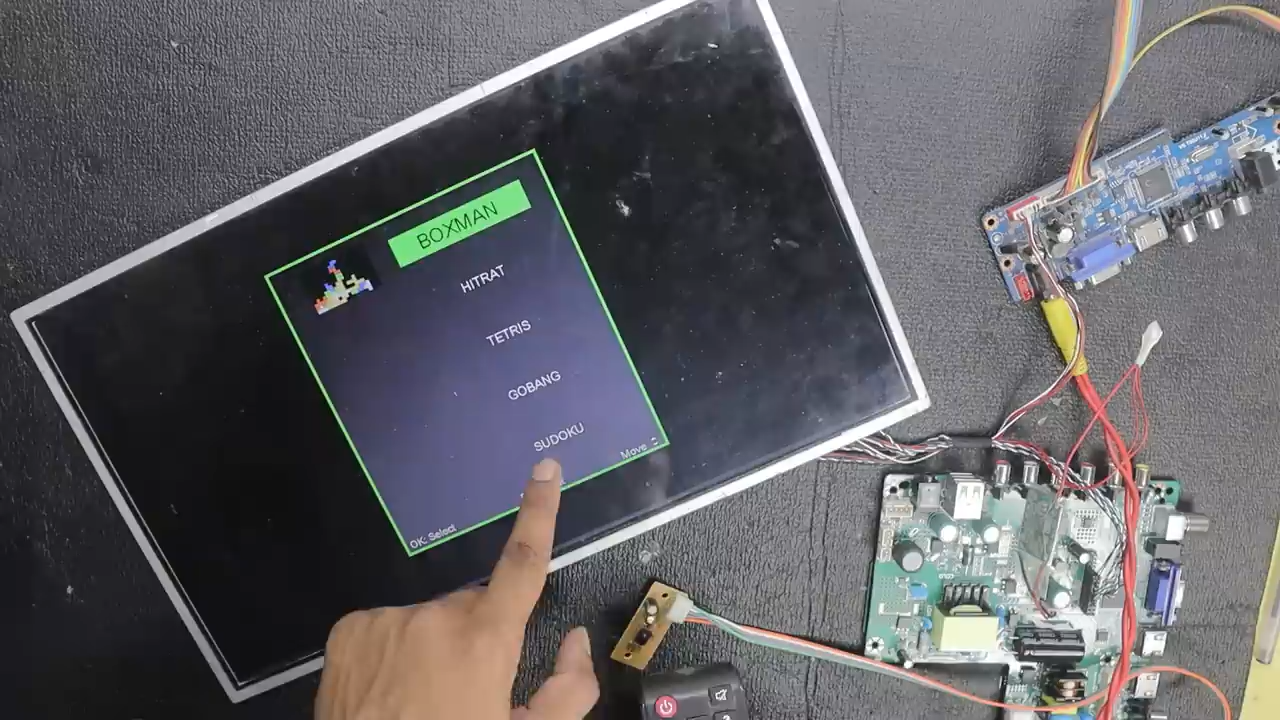 BOXMAN
HITRAT
TETRIS
GOBANG
SUDOKU
Move
OK: Select